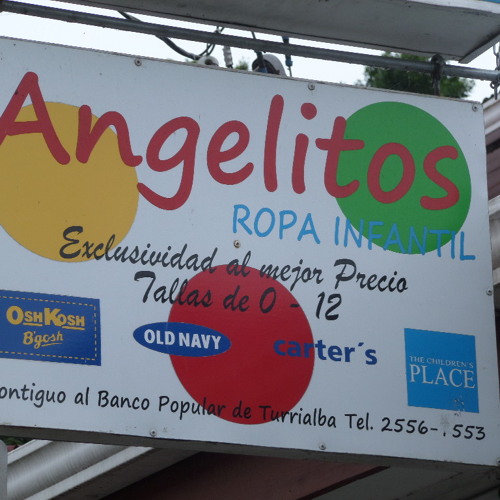 Angelitos
ROPA INFANTIL
Exclusividad al mejor Precio
Tallas de 0 - 12
OSHKOSH
B'gosh
OLD NAVY
carter's
THE CHILDREN'S
PLACE
ontiguo al Banco Popular de Turrialba Tel. 2556-. 553